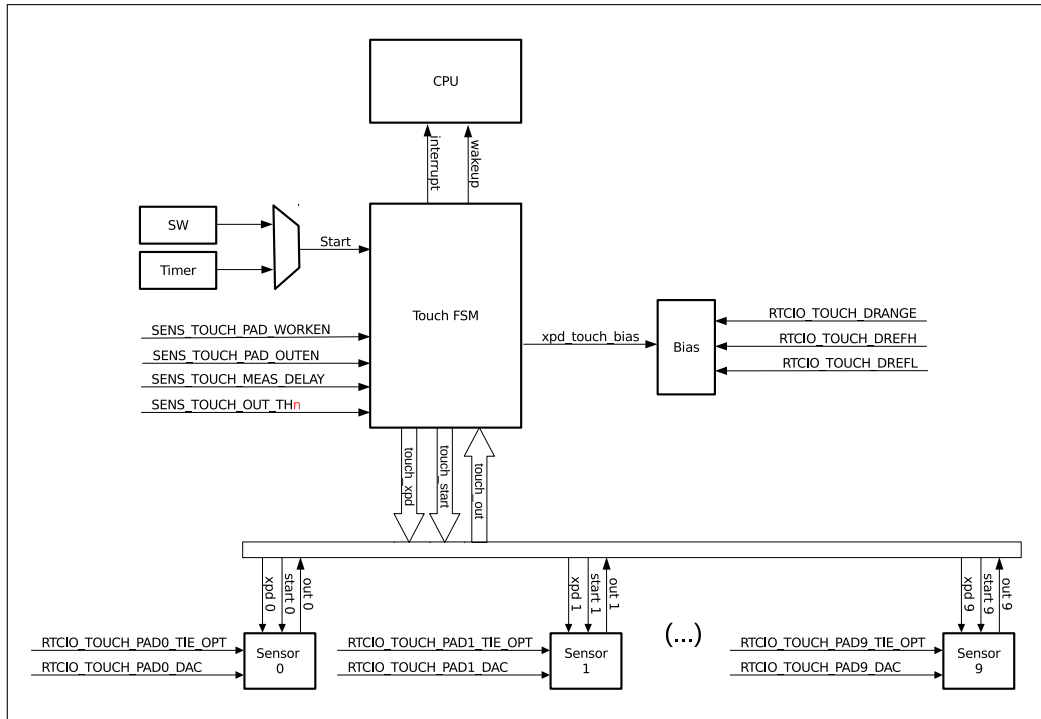 CPU
interrupt
wakeup
SW
Timer
Start
Touch FSM
SENS_TOUCH_PAD_WORKEN
SENS_TOUCH_PAD_OUTEN
SENS_TOUCH_MEAS_DELAY
SENS_TOUCH_OUT_THn
xpd_touch_bias
Bias
RTCIO_TOUCH_DRANGE
RTCIO_TOUCH_DREFH
RTCIO_TOUCH_DREFL
touch_xpd
touch_start
touch_out
xpd 0
start 0
out 0
xpd 1
start 1
out 1
xpd 9
start 9
out 9
RTCIO_TOUCH_PAD0_TIE_OPT
RTCIO_TOUCH_PAD0_DAC
Sensor
0
RTCIO_TOUCH_PAD1_TIE_OPT
RTCIO_TOUCH_PAD1_DAC
Sensor
1
(...)
RTCIO_TOUCH_PAD9_TIE_OPT
RTCIO_TOUCH_PAD9_DAC
Sensor
9